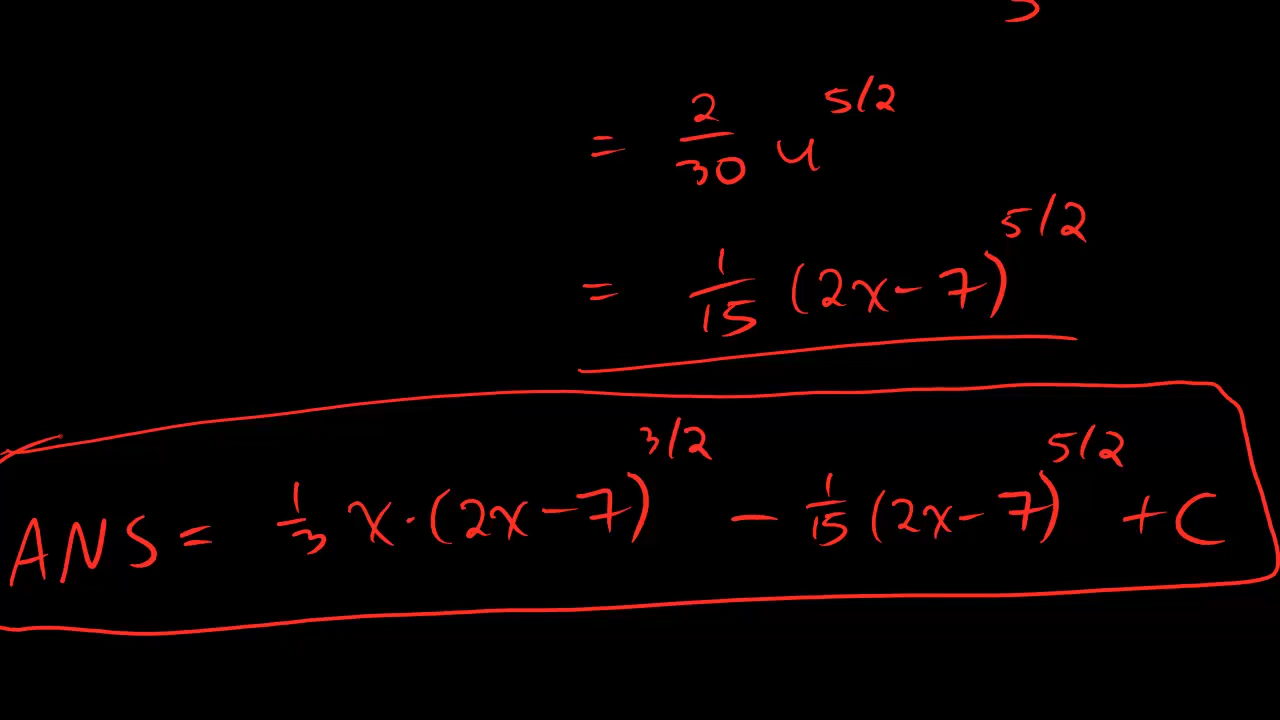 = 2/30 u^5/2
= 1/15 (2x-7)^5/2
ANS = 1/3 x·(2x-7)^3/2 - 1/15 (2x-7)^5/2 + C